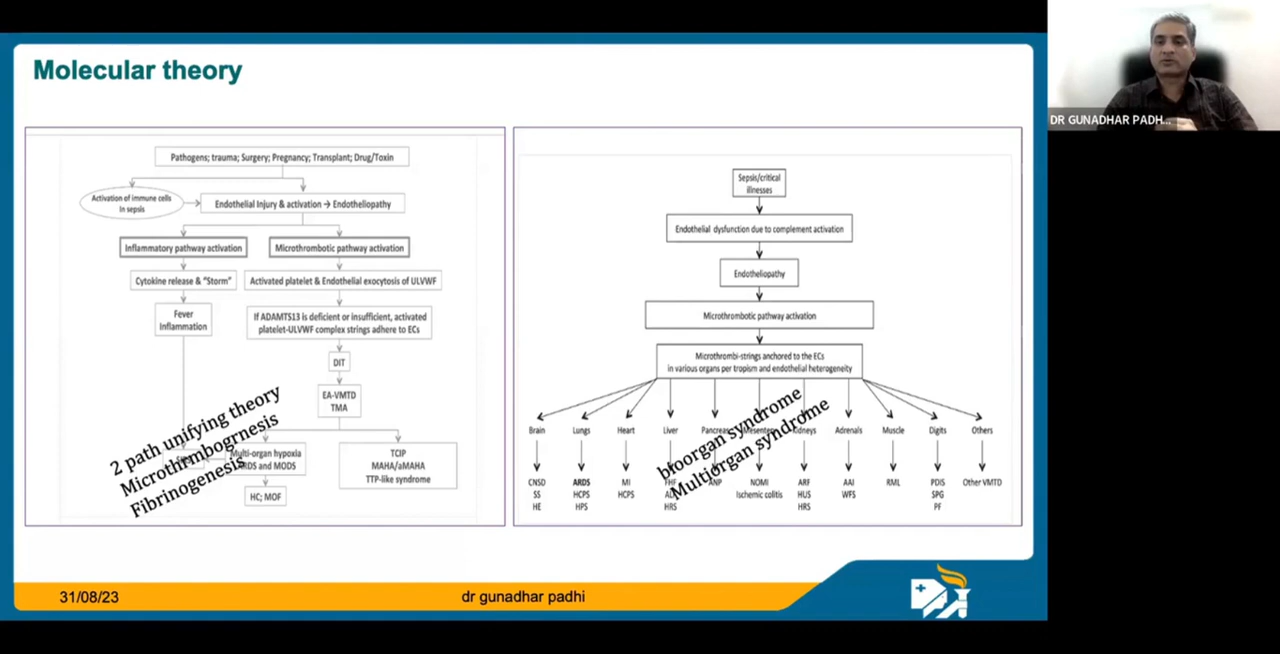 Molecular theory
DR GUNADHAR PADH...
Pathogens; trauma; Surgery; Pregnancy; Transplant; Drug/Toxin
Activation of immune cells
In sepsis
Endothelial Injury & activation → Endotheliopathy
Inflammatory pathway activation
Microthrombotic pathway activation
Cytokine release & "Storm"
Activated platelet & Endothelial exocytosis of ULVWF
Fever
Inflammation
If ADAMTS13 is deficient or insufficient, activated
platelet-ULVWF complex strings adhere to ECs
DIT
EA-VMTD
TMA
Multi-organ hypoxia
ARDS and MODS
HC; MOF
TCIP
MAHA/aMAHA
TTP-like syndrome
2 path unifying theory
Microthrmbogrnesis
Fibrinogenesis
Sepsis/critical
illnesses
Endothelial dysfunction due to complement activation
Endotheliopathy
Microthrombotic pathway activation
Microthrombi-strings anchored to the ECs
in various organs per tropism and endothelial heterogeneity
Brain Lungs Heart Liver Pancreas Kidneys Adrenals Muscle Digits Others
CNSD ARDS MI FHF ANP NOMI ARF AAI RML PDIS Other VMTD
SS HCPS HCPS Ischemic colitis HUS WFS SPG
HE HPS HRS HRS PF
bioorgan syndrome
Multiorgan syndrome
31/08/23
dr gunadhar padhi